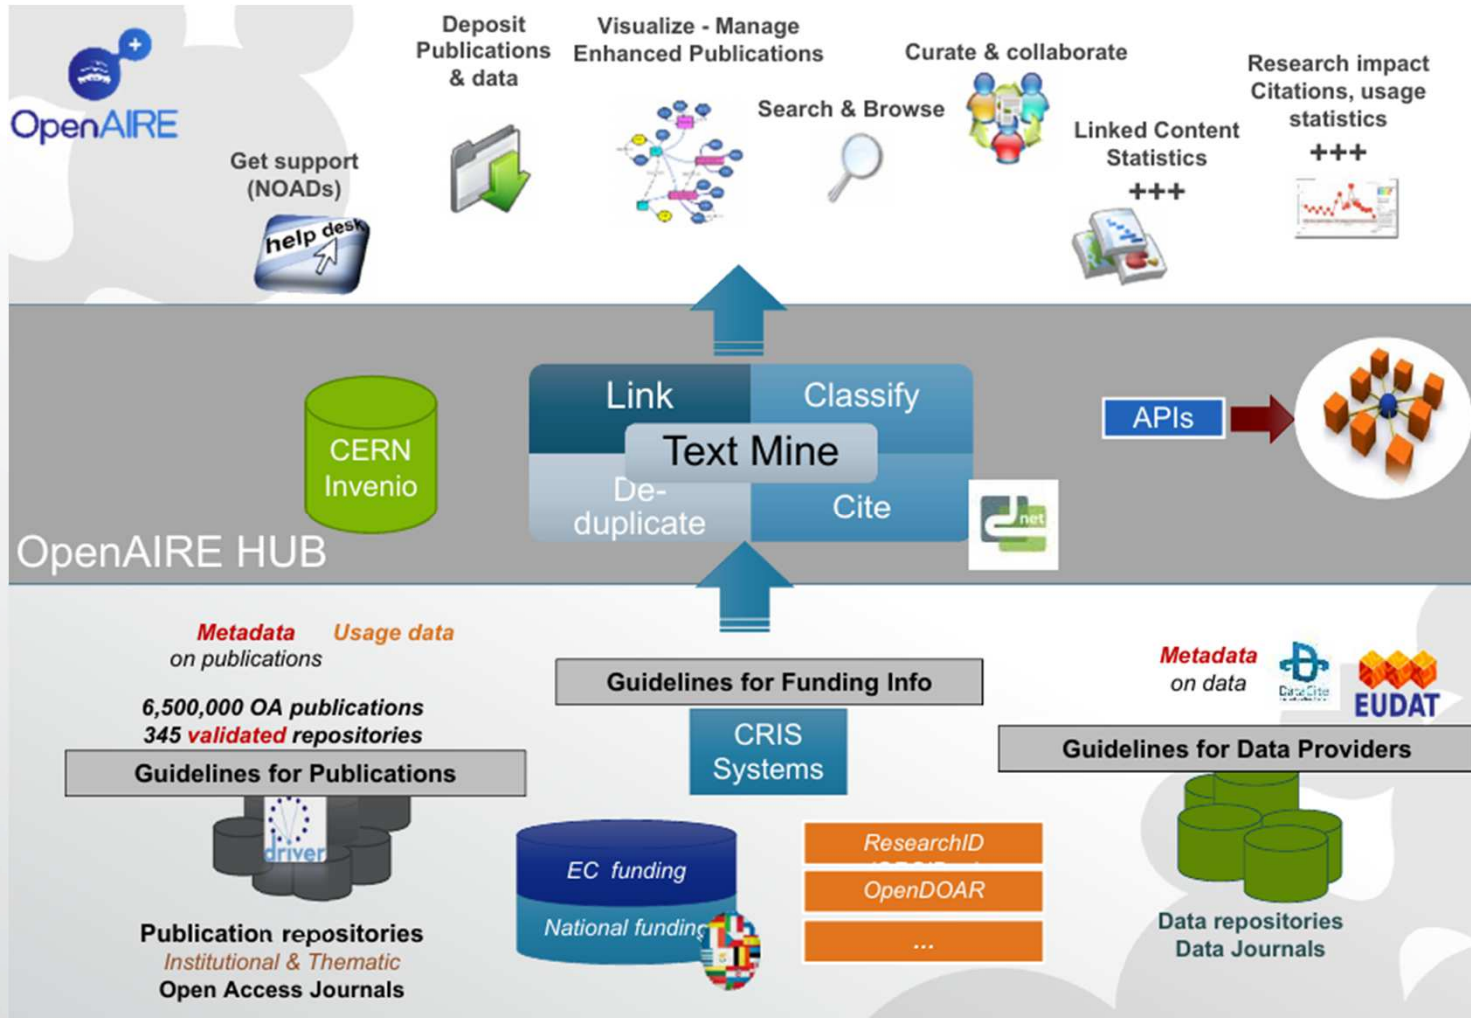 OpenAIRE
Get support
(NOADs)
help desk
Deposit
Publications
& data
Visualize - Manage
Enhanced Publications
Search & Browse
Curate & collaborate
Linked Content
Statistics
+++
Research impact
Citations, usage
statistics
+++
CERN
Invenio
Link
Classify
Text Mine
De-
duplicate
Cite
net
APIs
OpenAIRE HUB
Metadata
on publications
Usage data
6,500,000 OA publications
345 validated repositories
Guidelines for Publications
driver
Publication repositories
Institutional & Thematic
Open Access Journals
Guidelines for Funding Info
CRIS
Systems
EC funding
National funding
ResearchID
OpenDOAR
...
Metadata
on data
DataCite
EUDAT
Guidelines for Data Providers
Data repositories
Data Journals